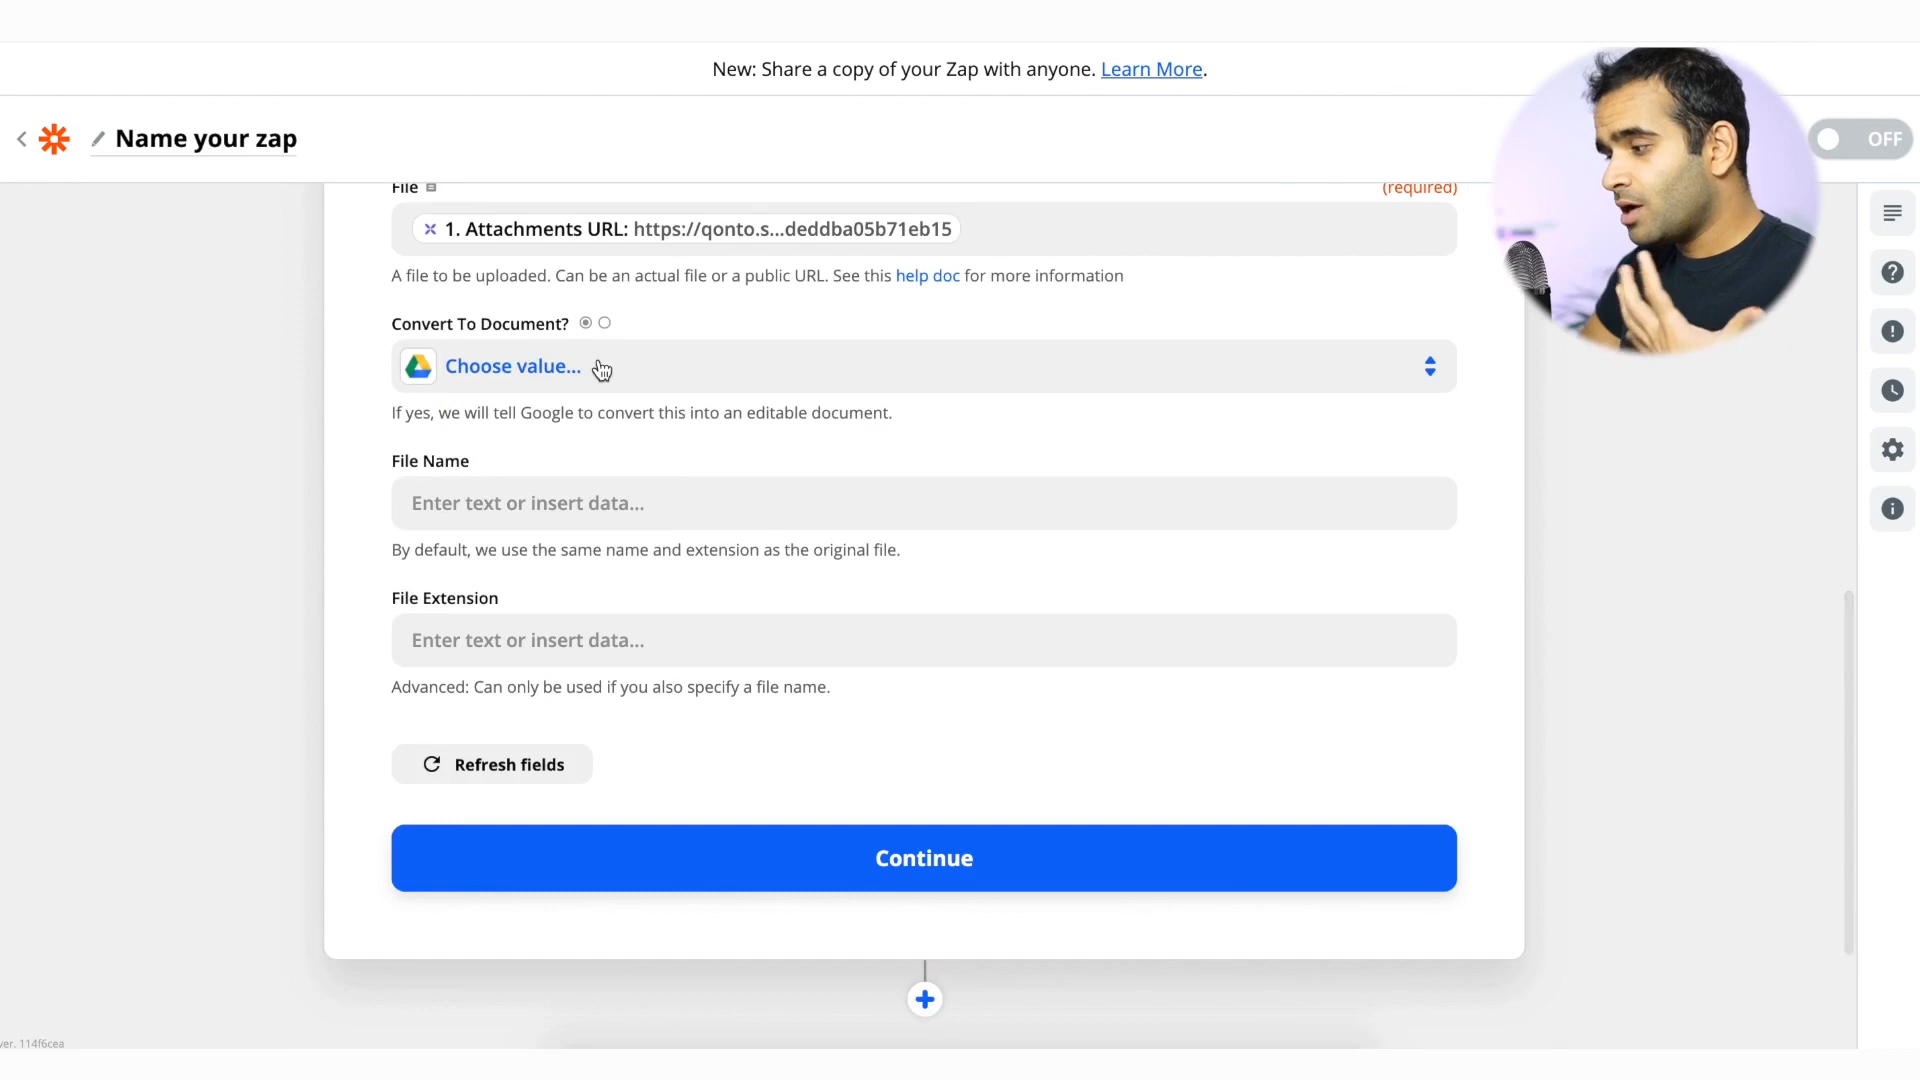 New: Share a copy of your Zap with anyone. Learn More.
Name your zap
OFF
File
(required)
1. Attachments URL: https://qonto.s...deddba05b71eb15
A file to be uploaded. Can be an actual file or a public URL. See this help doc for more information
Convert To Document?
Choose value...
If yes, we will tell Google to convert this into an editable document.
File Name
Enter text or insert data...
By default, we use the same name and extension as the original file.
File Extension
Enter text or insert data...
Advanced: Can only be used if you also specify a file name.
Refresh fields
Continue
ver. 114f6cea